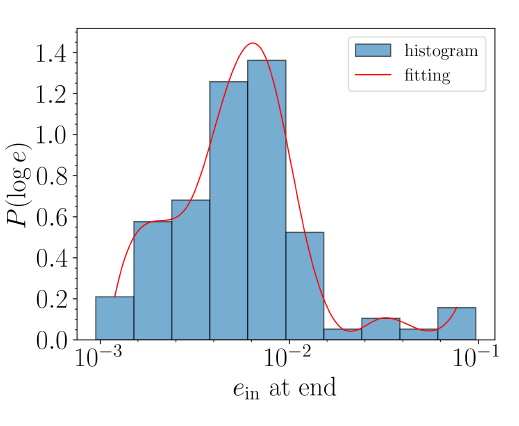 histogram
fitting
P(log e)
1.4
1.2
1.0
0.8
0.6
0.4
0.2
0.0
10⁻³ 10⁻² 10⁻¹
e_in at end